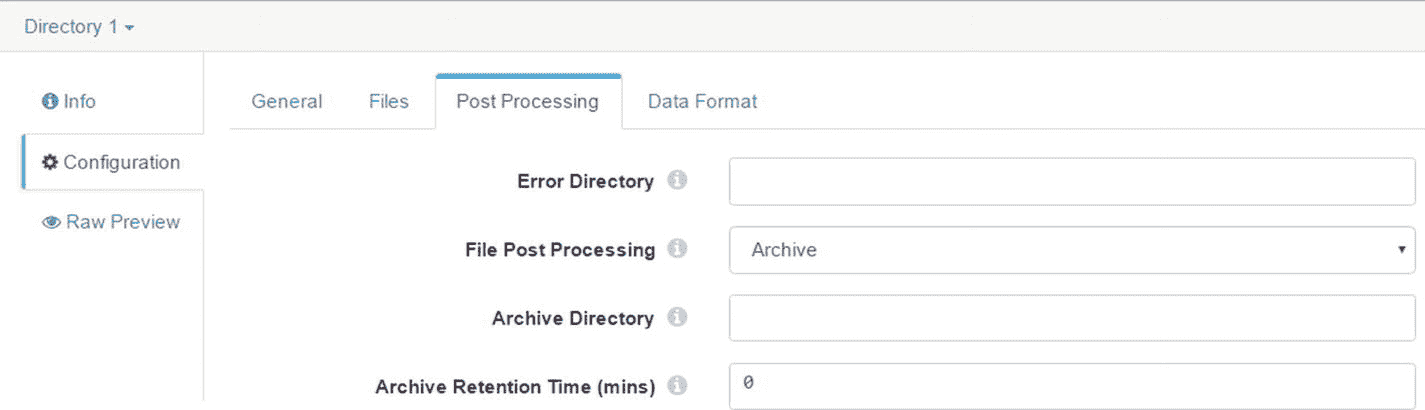 Directory 1
Info
Configuration
Raw Preview
General Files Post Processing Data Format
Error Directory
File Post Processing Archive
Archive Directory
Archive Retention Time (mins) 0